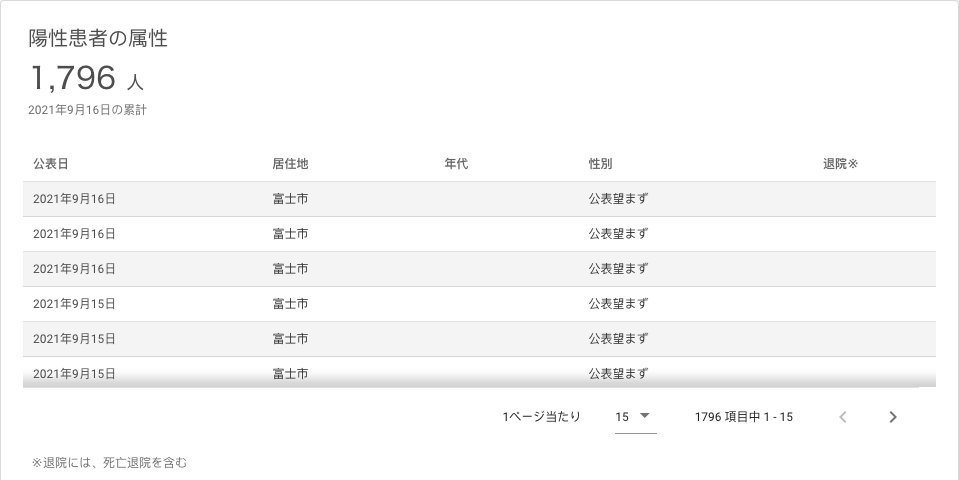 陽性患者の属性
1,796 人
2021年9月16日の累計
公表日 居住地 年代 性別 退院※
2021年9月16日 富士市 公表望まず
2021年9月16日 富士市 公表望まず
2021年9月16日 富士市 公表望まず
2021年9月15日 富士市 公表望まず
2021年9月15日 富士市 公表望まず
2021年9月15日 富士市 公表望まず
1ページ当たり 15 1796 項目中 1 - 15
※退院には、死亡退院を含む